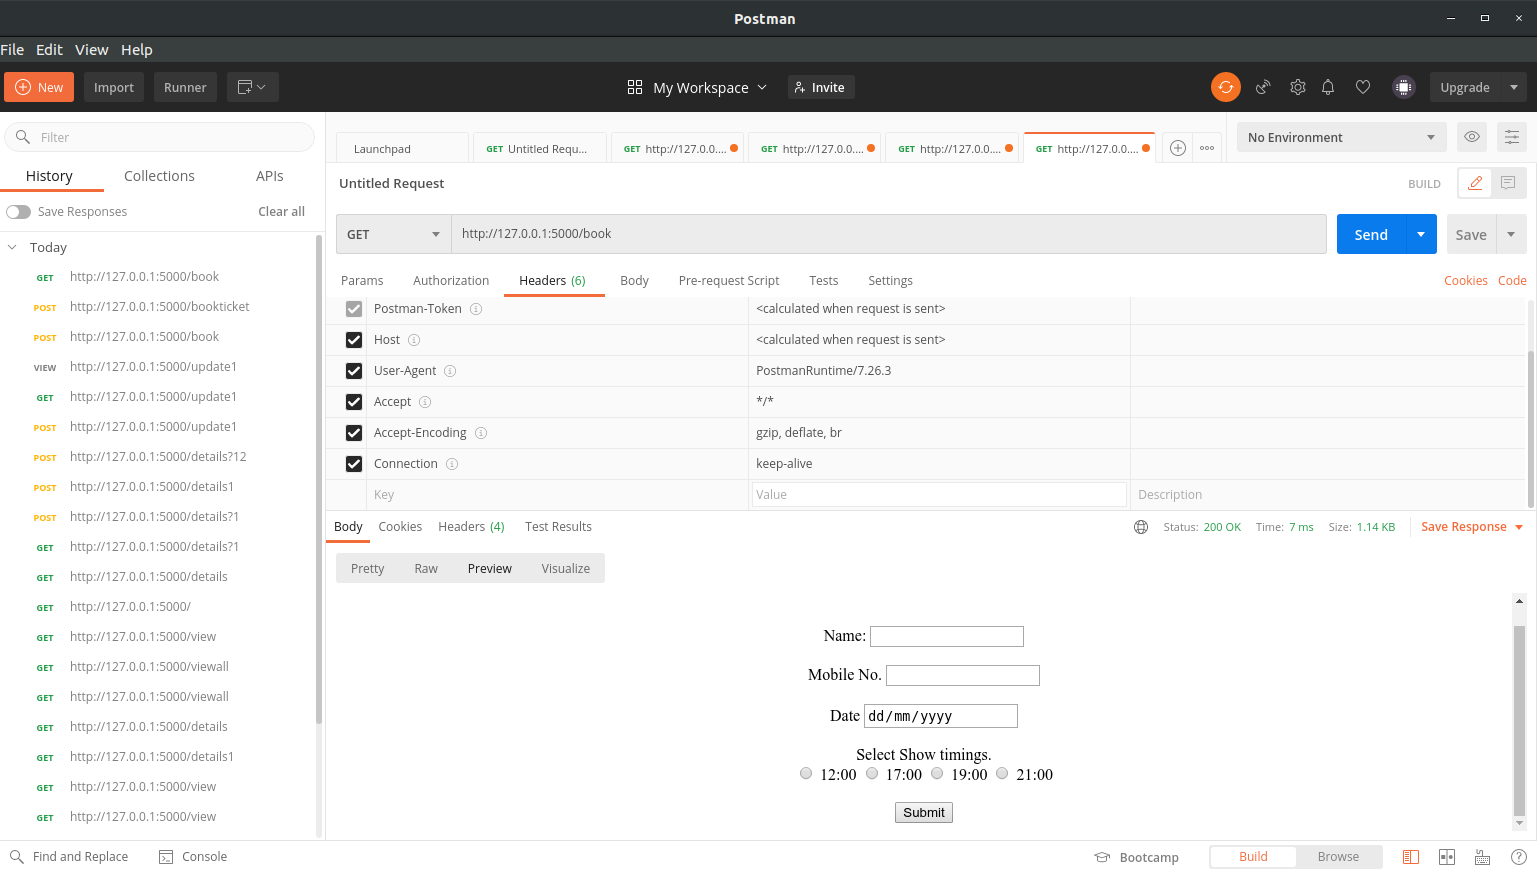 Postman
File Edit View Help
New Import Runner My Workspace Invite Upgrade
Filter
History Collections APIs
Save Responses Clear all
Today
GET http://127.0.0.1:5000/book
POST http://127.0.0.1:5000/bookticket
POST http://127.0.0.1:5000/book
VIEW http://127.0.0.1:5000/update1
GET http://127.0.0.1:5000/update1
POST http://127.0.0.1:5000/update1
POST http://127.0.0.1:5000/details?12
POST http://127.0.0.1:5000/details1
POST http://127.0.0.1:5000/details?1
GET http://127.0.0.1:5000/details?1
GET http://127.0.0.1:5000/details
GET http://127.0.0.1:5000/
GET http://127.0.0.1:5000/view
GET http://127.0.0.1:5000/viewall
GET http://127.0.0.1:5000/viewall
GET http://127.0.0.1:5000/details
GET http://127.0.0.1:5000/details1
GET http://127.0.0.1:5000/view
GET http://127.0.0.1:5000/view
Launchpad GET Untitled Requ... GET http://127.0.0.... GET http://127.0.0.... GET http://127.0.0.... GET http://127.0.0.... No Environment
Untitled Request BUILD
GET http://127.0.0.1:5000/book Send Save
Params Authorization Headers (6) Body Pre-request Script Tests Settings Cookies Code
Postman-Token <calculated when request is sent>
Host <calculated when request is sent>
User-Agent PostmanRuntime/7.26.3
Accept */*
Accept-Encoding gzip, deflate, br
Connection keep-alive
Key Value Description
Body Cookies Headers (4) Test Results Status: 200 OK Time: 7 ms Size: 1.14 KB Save Response
Pretty Raw Preview Visualize
Name:
Mobile No.
Date dd/mm/yyyy
Select Show timings.
12:00 17:00 19:00 21:00
Submit
Find and Replace Console Bootcamp Build Browse